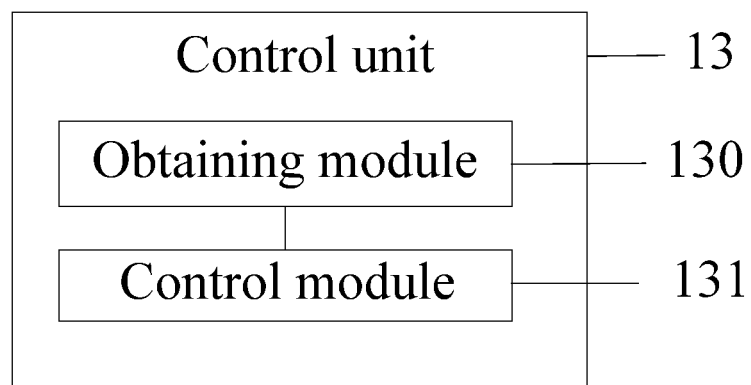 Control unit 13
Obtaining module 130
Control module 131